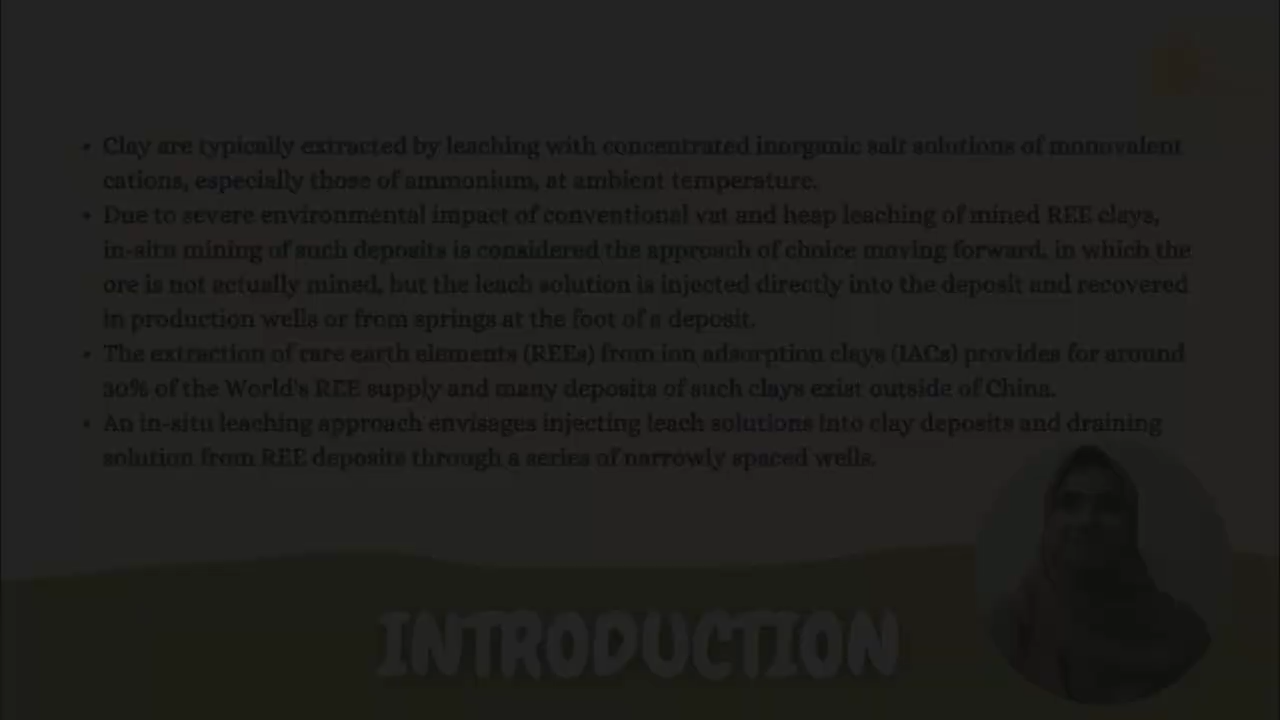 • Clay are typically extracted by leaching with concentrated inorganic salt solutions of monovalent
cations, especially those of ammonium, at ambient temperature.
• Due to severe environmental impact of conventional vat and heap leaching of mined REE clays,
in-situ mining of such deposits is considered the approach of choice moving forward, in which the
ore is not actually mined, but the leach solution is injected directly into the deposit and recovered
in production wells or from springs at the foot of a deposit.
• The extraction of rare earth elements (REEs) from ion adsorption clays (IACs) provides for around
30% of the World's REE supply and many deposits of such clays exist outside of China.
• An in-situ leaching approach envisages injecting leach solutions into clay deposits and draining
solution from REE deposits through a series of narrowly spaced wells.
INTRODUCTION